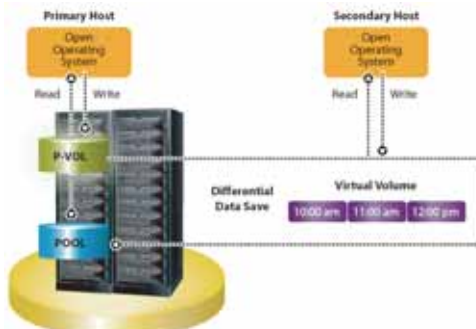 Primary Host
Open
Operating
System
Read
Write
P-VOL
POOL
Secondary Host
Open
Operating
System
Read
Write
Differential
Data Save
Virtual Volume
10:00 am
11:00 am
12:00 pm